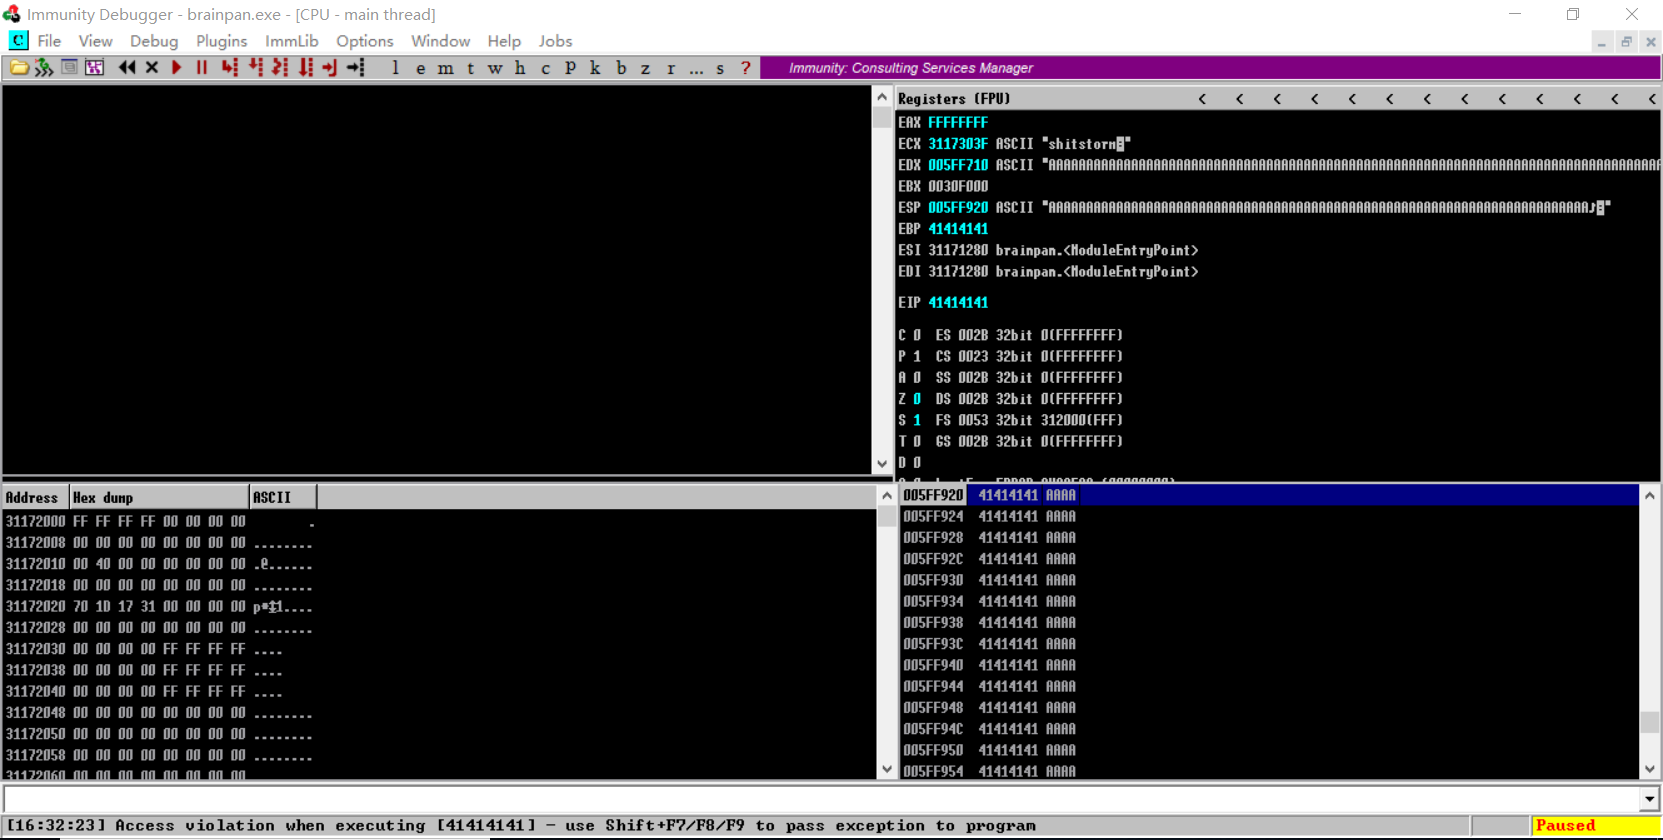 Immunity Debugger - brainpan.exe - [CPU - main thread]
C File View Debug Plugins ImmLib Options Window Help Jobs
l e m t w h c P k b z r ... s ? Immunity: Consulting Services Manager
Registers (FPU) < < < < < < < < < < < < <
EAX FFFFFFFF
ECX 3117303F ASCII "shitstorm
EDX 005FF710 ASCII
EBX 0030F000
ESP 005FF920 ASCII
EBP 41414141
ESI 31171280 brainpan.<ModuleEntryPoint>
EDI 31171280 brainpan.<ModuleEntryPoint>
EIP 41414141
C 0 ES 002B 32bit 0(FFFFFFFF)
P 1 CS 0023 32bit 0(FFFFFFFF)
A 0 SS 002B 32bit 0(FFFFFFFF)
Z 0 DS 002B 32bit 0(FFFFFFFF)
S 1 FS 0053 32bit 312000(FFF)
T 0 GS 002B 32bit 0(FFFFFFFF)
D 0
Address Hex dump ASCII
31172000 FF FF FF FF 00 00 00 00 .
31172008 00 00 00 00 00 00 00 00 ........
31172010 00 40 00 00 00 00 00 00 .@......
31172018 00 00 00 00 00 00 00 00 ........
31172020 70 1D 17 31 00 00 00 00
31172028 00 00 00 00 00 00 00 00 ........
31172030 00 00 00 00 FF FF FF FF ....
31172038 00 00 00 00 FF FF FF FF ....
31172040 00 00 00 00 FF FF FF FF ....
31172048 00 00 00 00 00 00 00 00 ........
31172050 00 00 00 00 00 00 00 00 ........
31172058 00 00 00 00 00 00 00 00 ........
31172060 00 00 00 00 00 00 00 00
005FF920 41414141 AAAA
005FF924 41414141 AAAA
005FF928 41414141 AAAA
005FF92C 41414141 AAAA
005FF930 41414141 AAAA
005FF934 41414141 AAAA
005FF938 41414141 AAAA
005FF93C 41414141 AAAA
005FF940 41414141 AAAA
005FF944 41414141 AAAA
005FF948 41414141 AAAA
005FF94C 41414141 AAAA
005FF950 41414141 AAAA
005FF954 41414141 AAAA
[16:32:23] Access violation when executing [41414141] - use Shift+F7/F8/F9 to pass exception to program
Paused